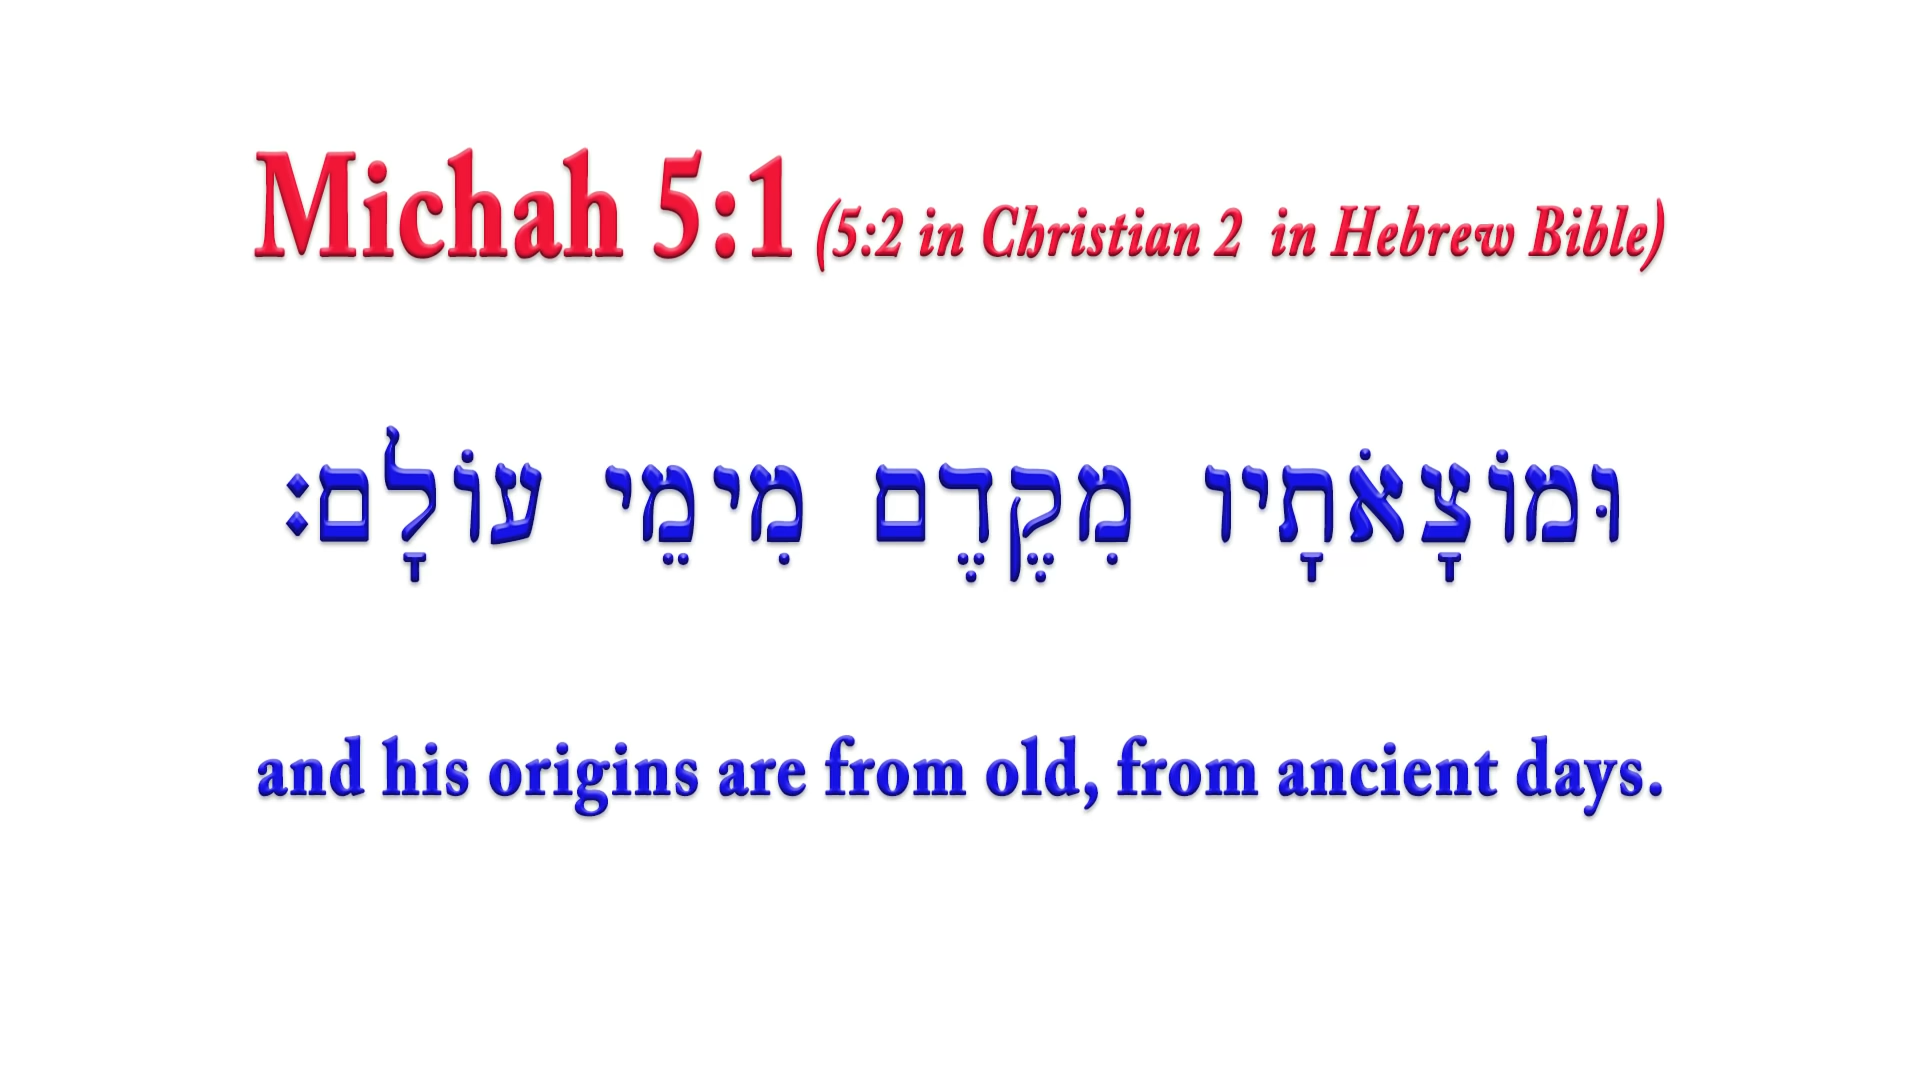 Michah 5:1 (5:2 in Christian 2 in Hebrew Bible)
וּמוֹצָאֹתָיו מִקֶדֶם מִימֵי עוֹלָם׃
and his origins are from old, from ancient days.